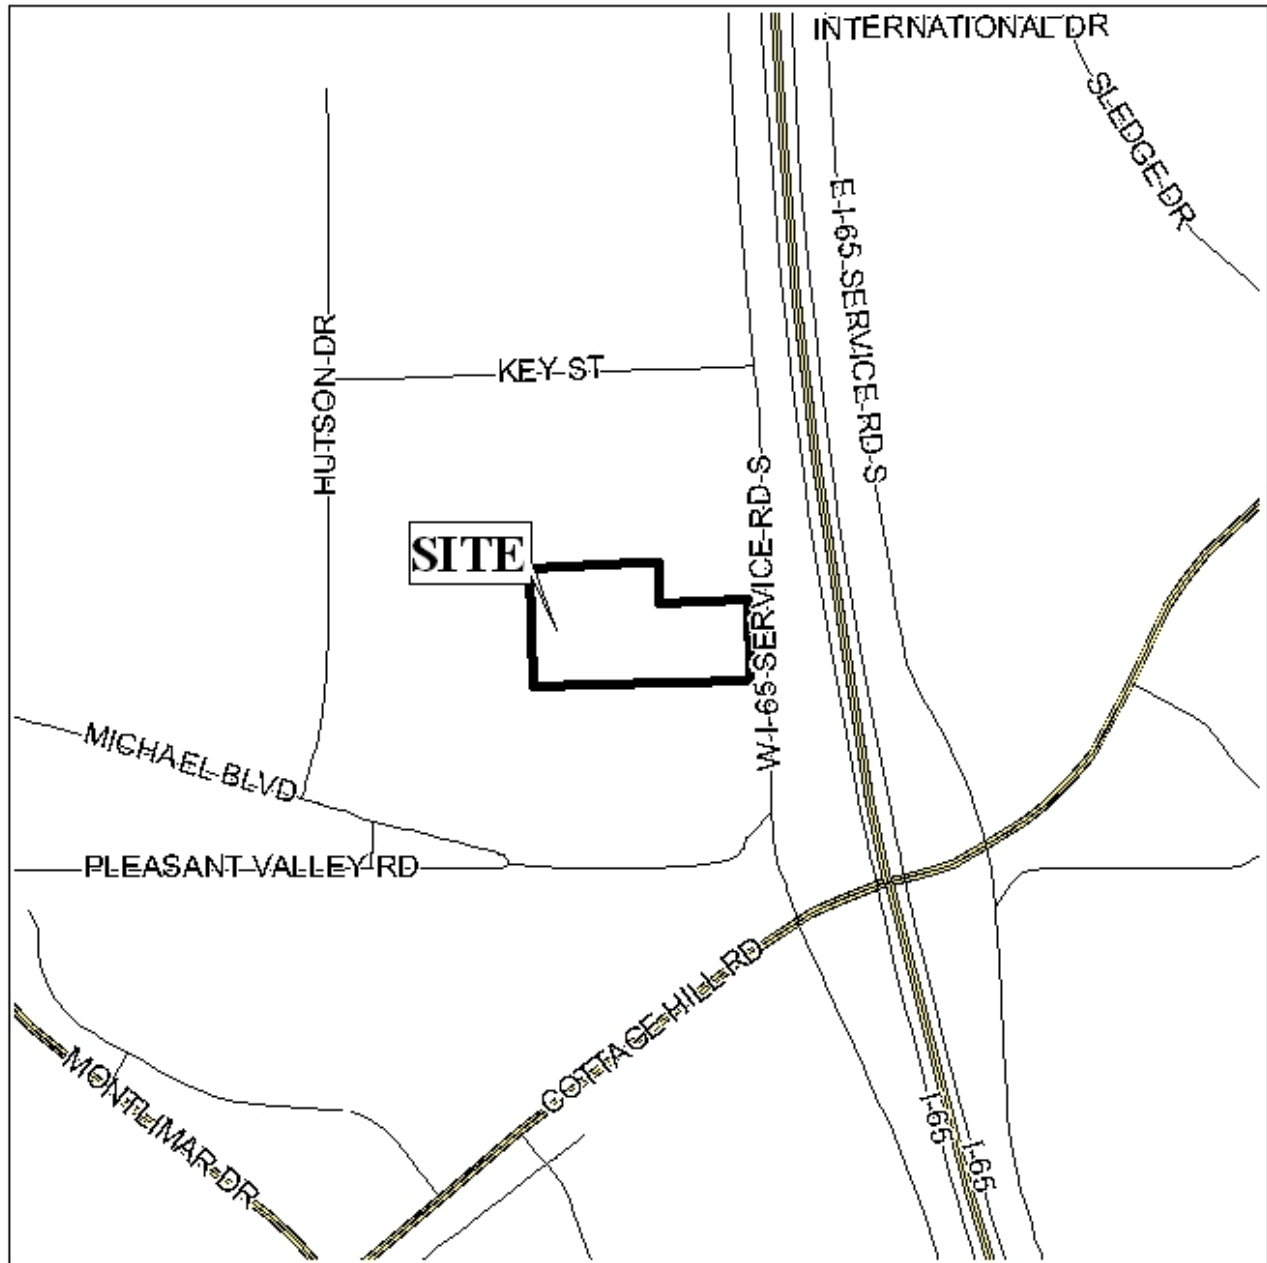 INTERNATIONAL DR
SLEDGE DR
E I-65 SERVICE RD S
HUTSON DR
KEY ST
W I-65 SERVICE RD S
SITE
MICHAEL BLVD
PLEASANT VALLEY RD
COTTAGE HILL RD
MONTLIMAR DR
I-65
I-65